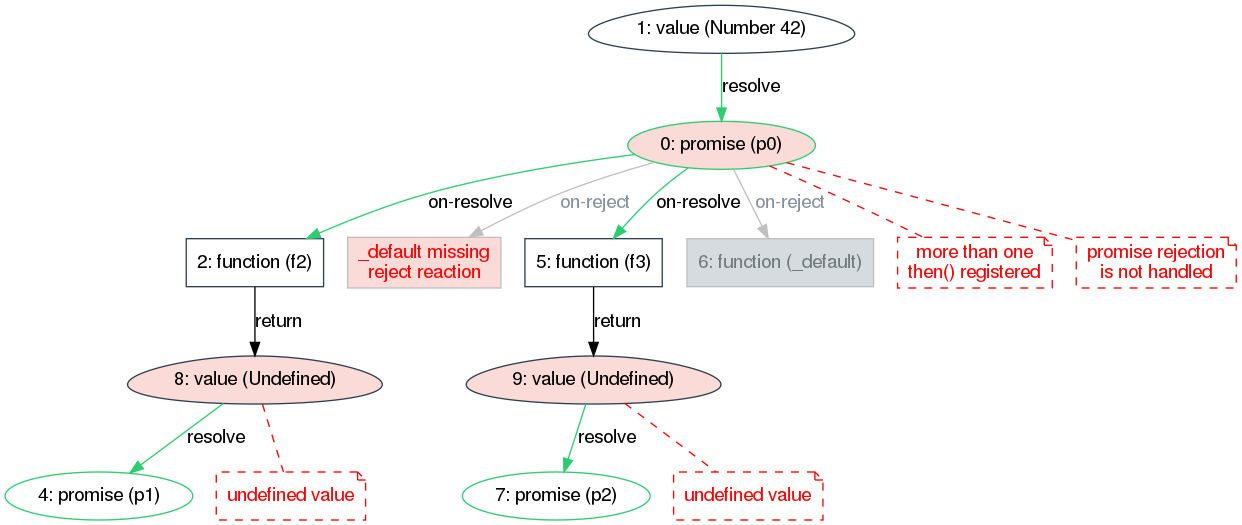 1: value (Number 42)
resolve
0: promise (p0)
on-resolve
on-reject
on-resolve
on-reject
2: function (f2)
_default missing
reject reaction
5: function (f3)
6: function (_default)
more than one
then() registered
promise rejection
is not handled
return
return
8: value (Undefined)
9: value (Undefined)
resolve
resolve
4: promise (p1)
undefined value
7: promise (p2)
undefined value